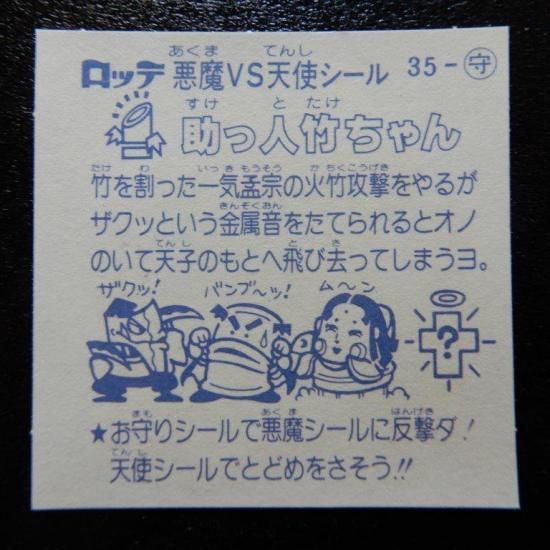 ロッテ 悪魔VS天使シール 35-守
助っ人竹ちゃん
竹を割った一気孟宗の火竹攻撃をやるが
ザクッという金属音をたてられるとオノ
のいて天子のもとへ飛び去ってしまうヨ。
ザクッ! バンブ〜ッ! ム〜ン
?
★お守りシールで悪魔シールに反撃ダ!
天使シールでとどめをさそう!!